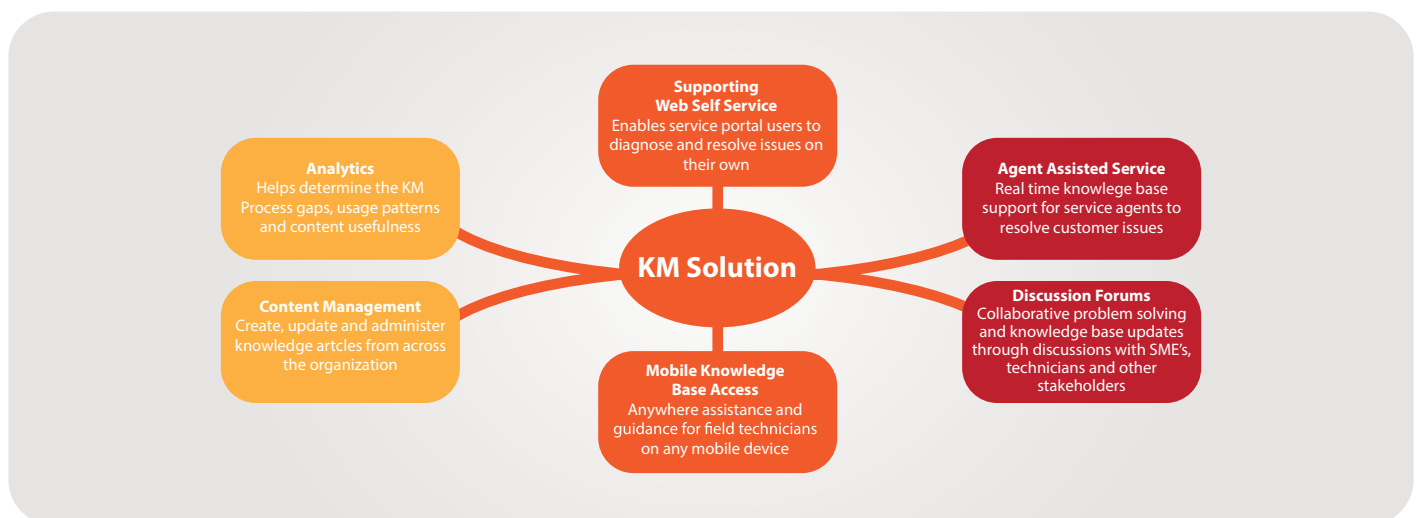 Supporting
Web Self Service
Enables service portal users to
diagnose and resolve issues on
their own
Analytics
Helps determine the KM
Process gaps, usage patterns
and content usefulness
Agent Assisted Service
Real time knowlege base
support for service agents to
resolve customer issues
KM Solution
Content Management
Create, update and administer
knowledge artcles from across
the organization
Discussion Forums
Collaborative problem solving
and knowledge base updates
through discussions with SME's,
technicians and other
stakeholders
Mobile Knowledge
Base Access
Anywhere assistance and
guidance for field technicians
on any mobile device